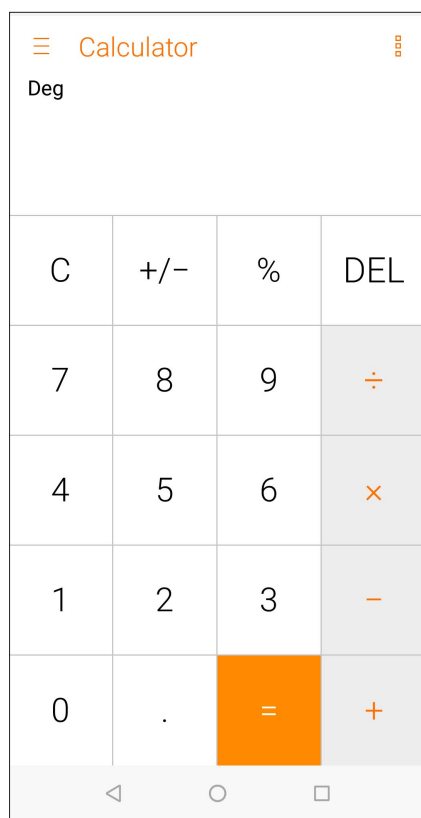 Calculator
Deg
C +/− % DEL
7 8 9 ÷
4 5 6 ×
1 2 3 −
0 . = +